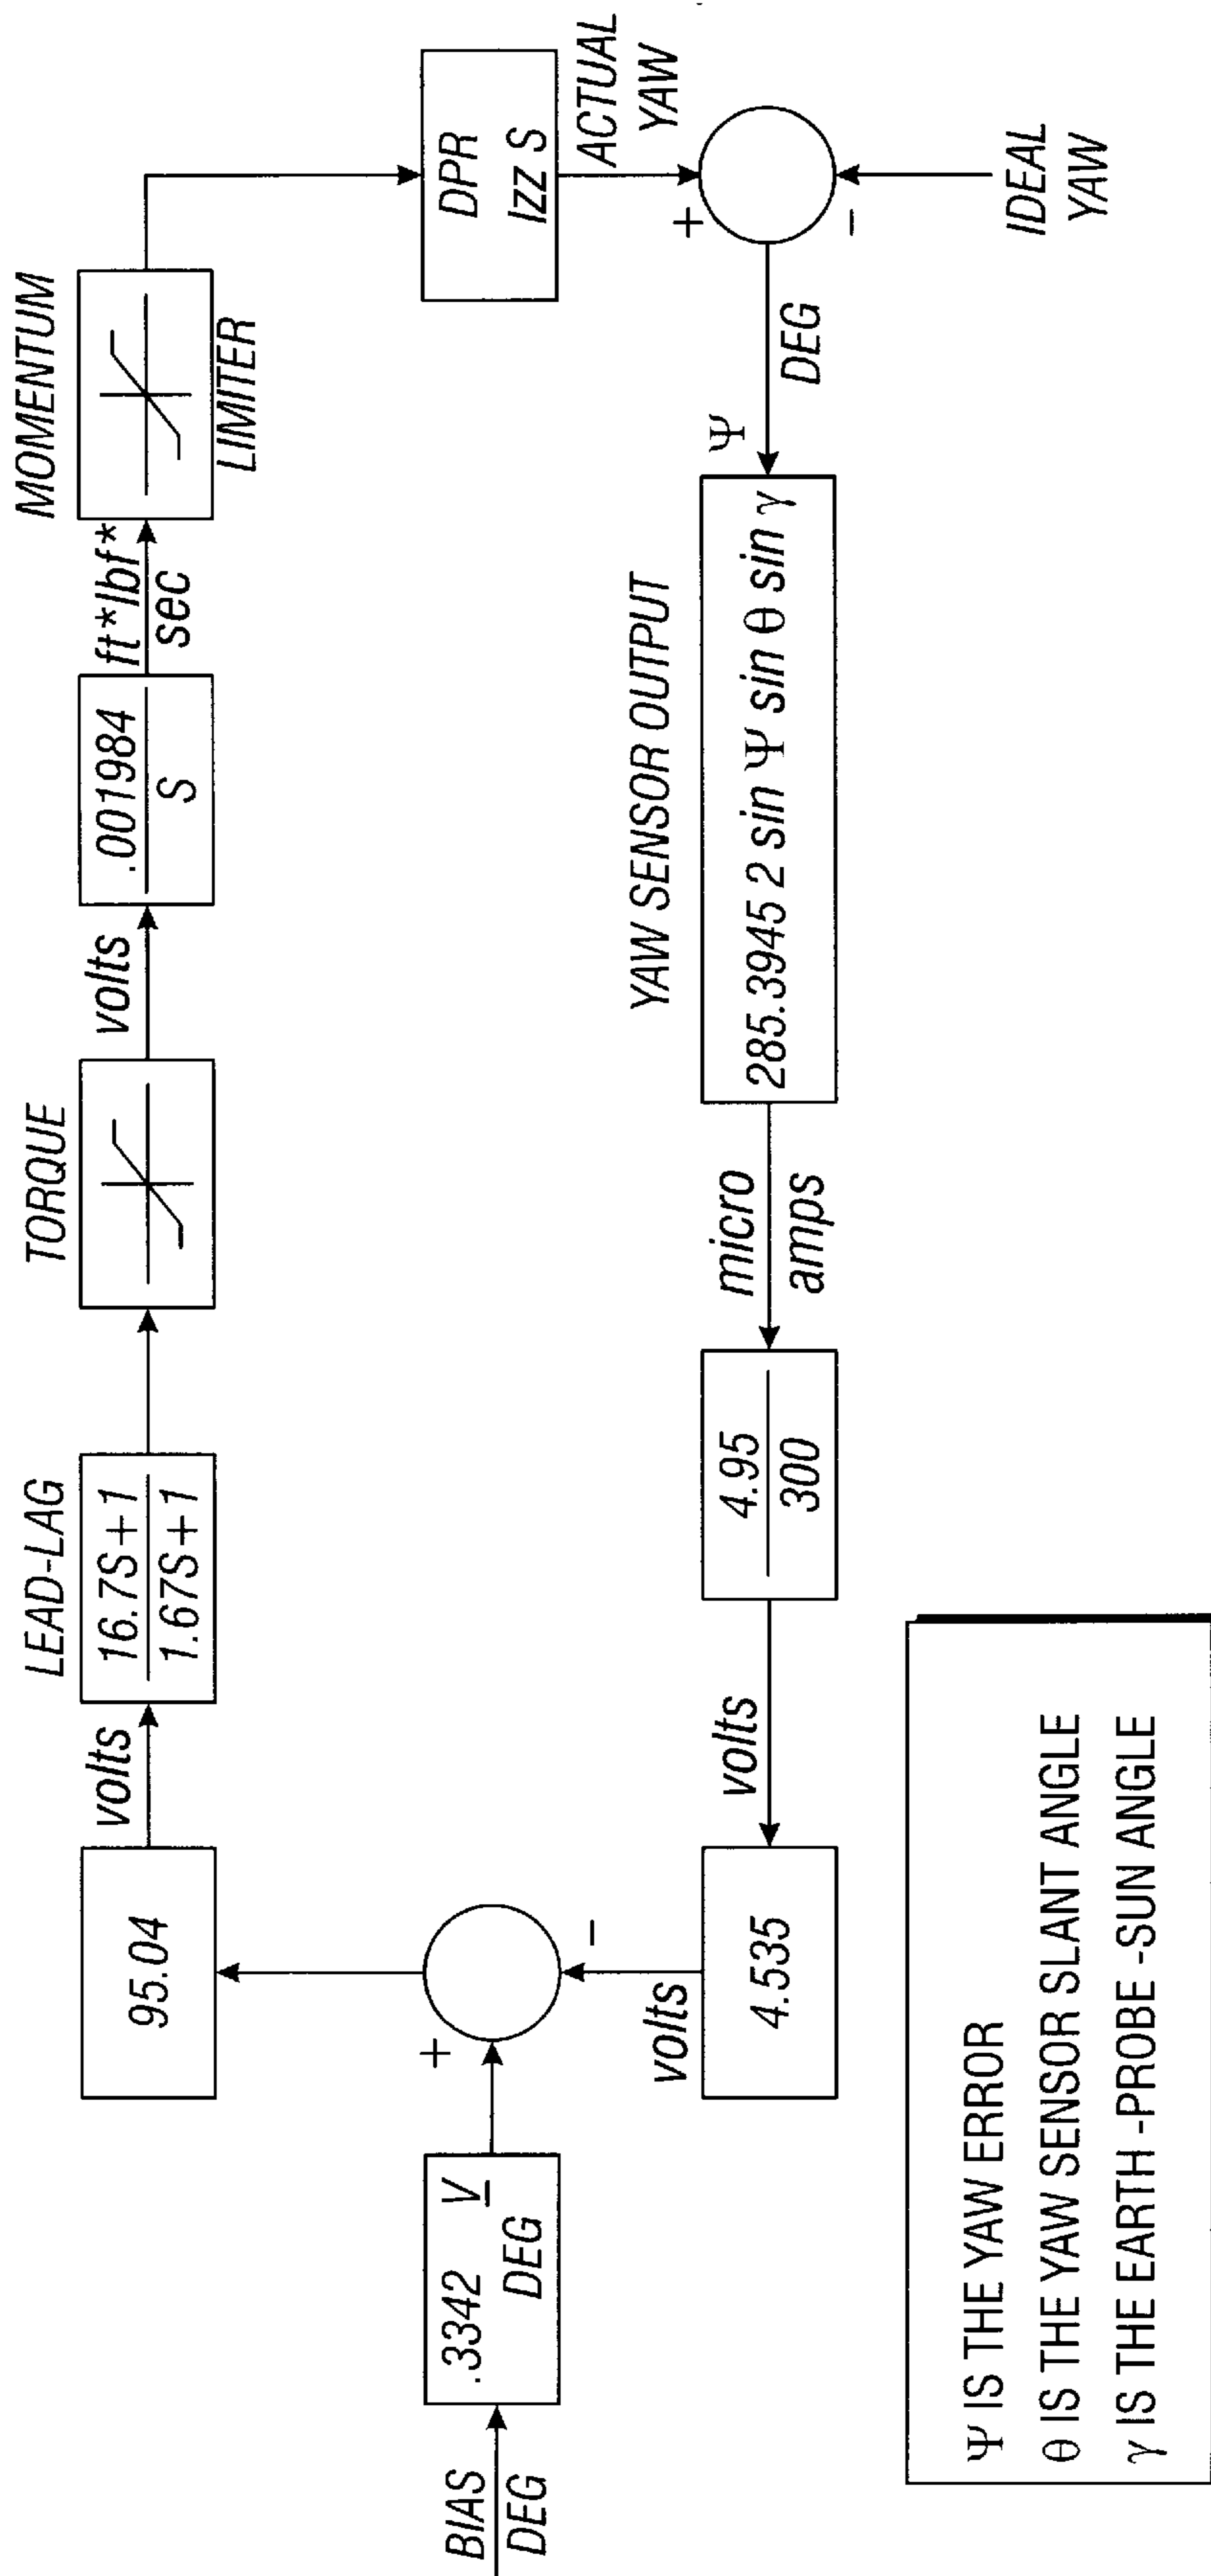 BIAS
DEG
.3342 V
DEG
+
-
95.04
volts
LEAD-LAG
16.7S+1
1.67S+1
TORQUE
volts
.001984
S
ft*lbf*
sec
MOMENTUM
LIMITER
DPR
Izz S
ACTUAL
YAW
+
-
IDEAL
YAW
DEG
Ψ
YAW SENSOR OUTPUT
285.3945 2 sin Ψ sin θ sin γ
micro
amps
4.95
300
volts
4.535
volts
Ψ IS THE YAW ERROR
θ IS THE YAW SENSOR SLANT ANGLE
γ IS THE EARTH -PROBE -SUN ANGLE